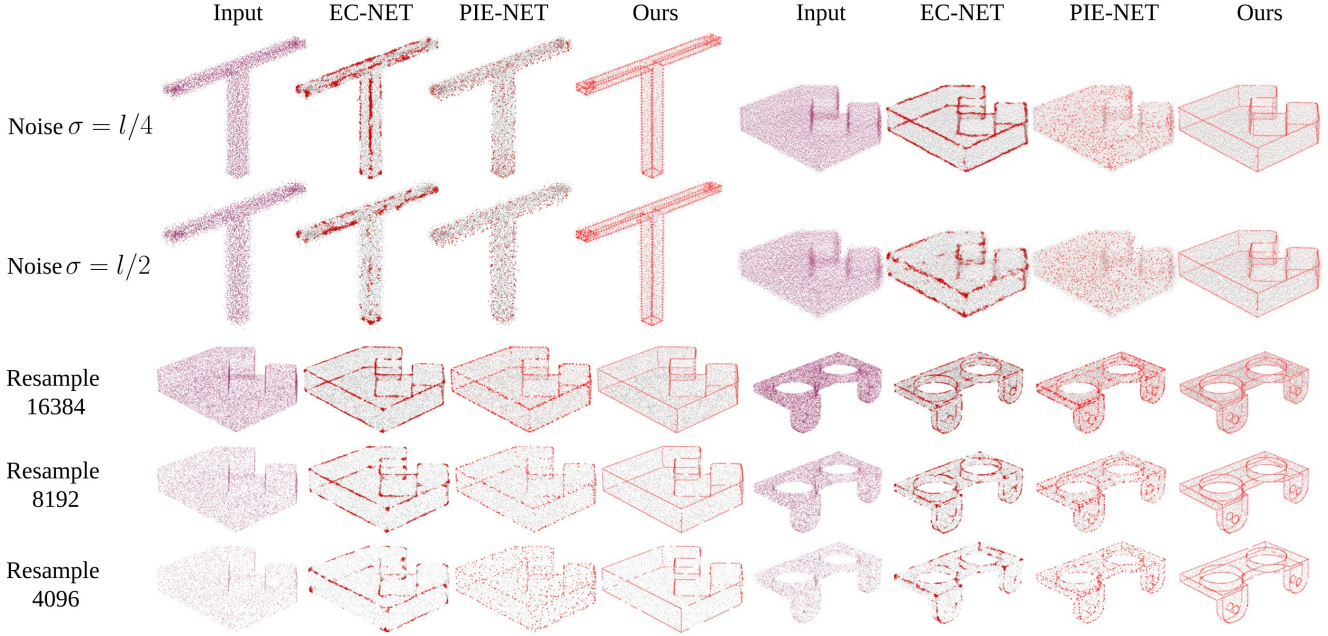 Input EC-NET PIE-NET Ours Input EC-NET PIE-NET Ours
Noise σ = l/4
Noise σ = l/2
Resample
16384
Resample
8192
Resample
4096